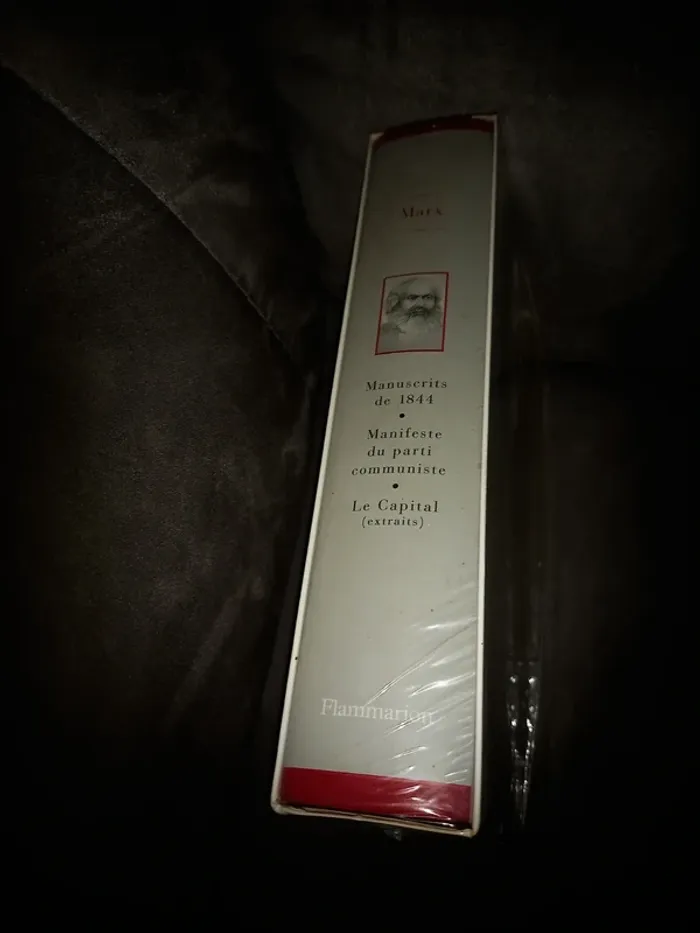 Marx
Manuscrits
de 1844
•
Manifeste
du parti
communiste
•
Le Capital
(extraits)
Flammarion